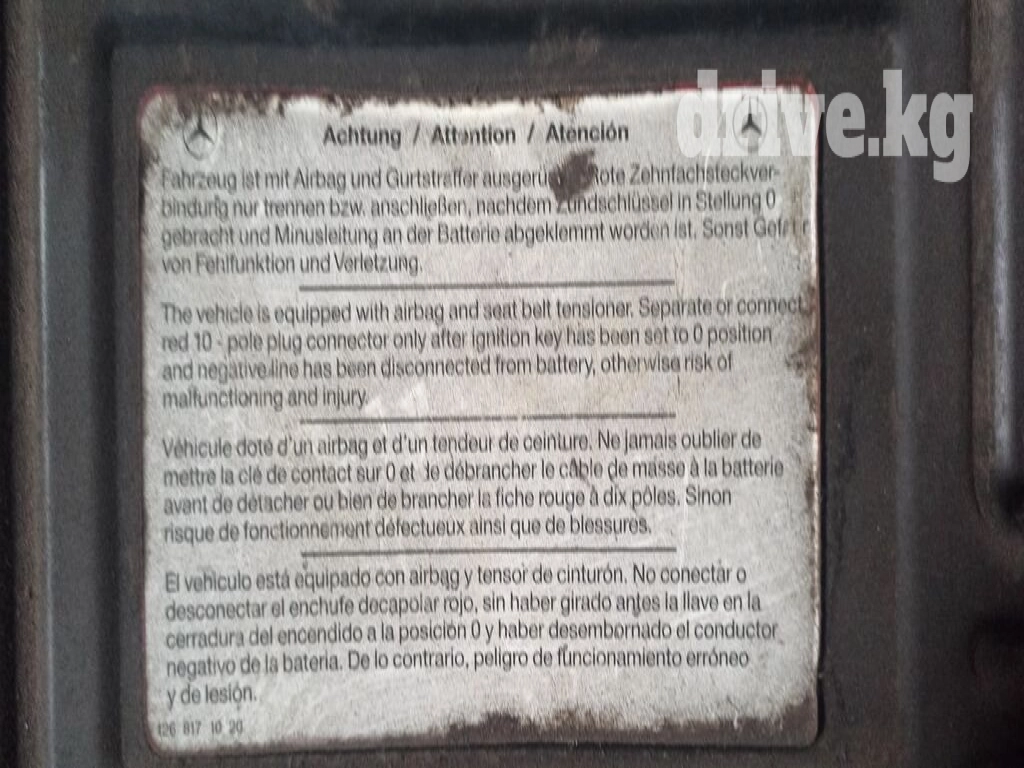 drive.kg
Achtung / Attention / Atención
Fahrzeug ist mit Airbag und Gurtstraffer ausgerüs Rote Zehnfachsteckver-
bindung nur trennen bzw. anschließen, nachdem Zündschlüssel in Stellung 0
gebracht und Minusleitung an der Batterie abgeklemmt worden ist. Sonst
von Fehlfunktion und Verletzung.
The vehicle is equipped with airbag and seat belt tensioner. Separate or connect
red 10 - pole plug connector only after ignition key has been set to 0 position
and negative line has been disconnected from battery, otherwise risk of
malfunctioning and injury.
Véhicule doté d'un airbag et d'un tendeur de ceinture. Ne jamais oublier de
mettre la clé de contact sur 0 et de débrancher le câble de masse à la batterie
avant de détacher ou bien de brancher la fiche rouge à dix pôles. Sinon
risque de fonctionnement défectueux ainsi que de blessures.
El vehiculo está equipado con airbag y tensor de cinturón. No conectar o
desconectar el enchufe decapolar rojo, sin haber girado antes la llave en la
cerradura del encendido a la posición 0 y haber desembornado el conductor
negativo de la bateria. De lo contrario, peligro de funcionamiento erróneo
y de lesión.
126 817 10 20